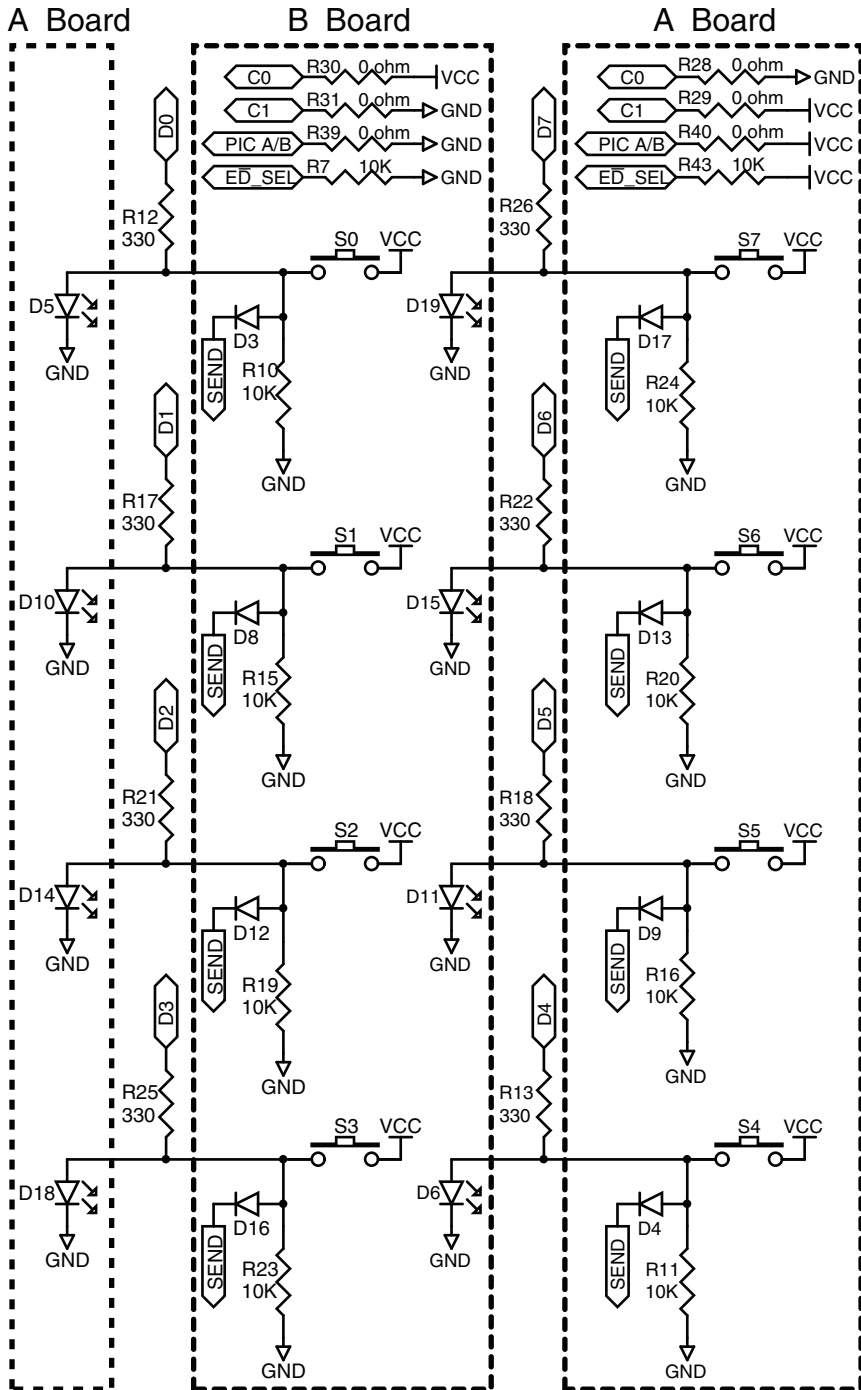 A Board
B Board
A Board
C0 R30 0 ohm VCC
C1 R31 0 ohm GND
PIC A/B R39 0 ohm GND
ED̅_SEL R7 10K GND
C0 R28 0 ohm GND
C1 R29 0 ohm VCC
PIC A/B R40 0 ohm VCC
ED̅_SEL R43 10K VCC
D0
R12
330
S0
VCC
D5
GND
D3
SEND
R10
10K
GND
D7
R26
330
S7
VCC
D19
D17
SEND
R24
10K
GND
D1
R17
330
S1
VCC
D10
GND
D8
SEND
R15
10K
GND
D6
R22
330
S6
VCC
D15
D13
SEND
R20
10K
GND
D2
R21
330
S2
VCC
D14
GND
D12
SEND
R19
10K
GND
D5
R18
330
S5
VCC
D11
D9
SEND
R16
10K
GND
D3
R25
330
S3
VCC
D18
GND
D16
SEND
R23
10K
GND
D4
R13
330
S4
VCC
D6
GND
D4
SEND
R11
10K
GND
GND
GND
GND